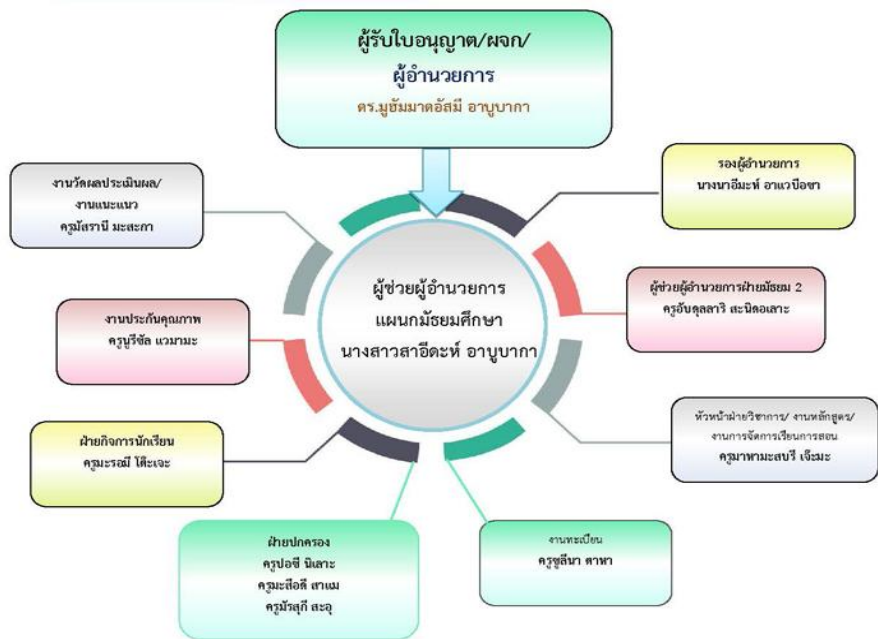 ผู้รับใบอนุญาต/ผจก/
ผู้อำนวยการ
ดร.มูฮัมมาดอัสมี อาบูบากา
รองผู้อำนวยการ
นางนาอีมะห์ อาแวบือซา
งานวัดผลประเมินผล/
งานแนะแนว
ครูมัสรานี มะสะกา
ผู้ช่วยผู้อำนวยการ
แผนกมัธยมศึกษา
นางสาวสาอีดะห์ อาบูบากา
ผู้ช่วยผู้อำนวยการฝ่ายมัธยม 2
ครูอับดุลลาริ สะนิดอเลาะ
งานประกันคุณภาพ
ครูนูรีซัล แวมามะ
หัวหน้าฝ่ายวิชาการ/ งานหลักสูตร/
งานการจัดการเรียนการสอน
ครูมาหามะสบรี เจ๊ะมะ
ฝ่ายกิจการนักเรียน
ครูมะรอมี โต๊ะเจะ
ฝ่ายปกครอง
ครูปอซี นิเลาะ
ครูมะสือดี สาแม
ครูมัรสุกี สะอุ
งานทะเบียน
ครูซูลีนา ตาหา